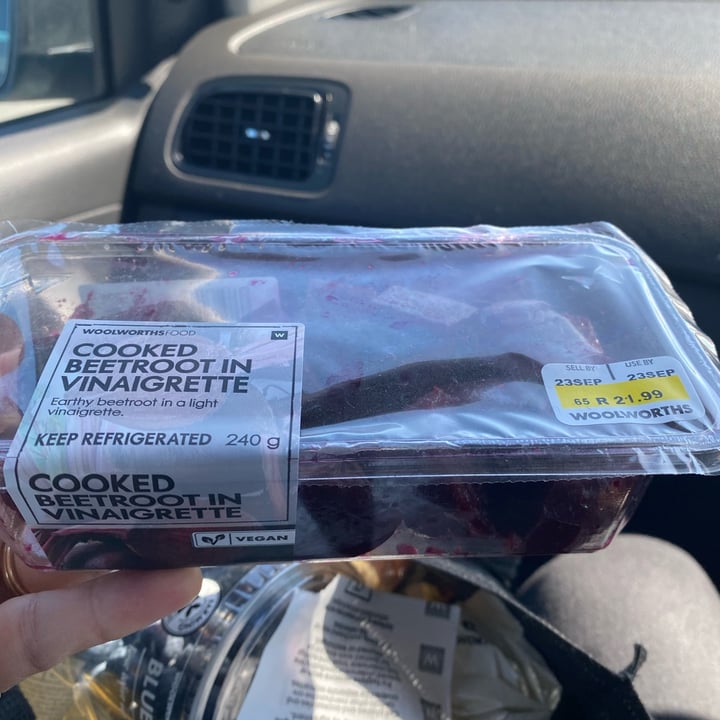 WOOLWORTHSFOOD W
COOKED
BEETROOT IN
VINAIGRETTE
Earthy beetroot in a light
vinaigrette.
KEEP REFRIGERATED 240 g
COOKED
BEETROOT IN
VINAIGRETTE
VEGAN
SELL BY USE BY
23SEP 23SEP
65 R 21.99
WOOLWORTHS
BLUE
W